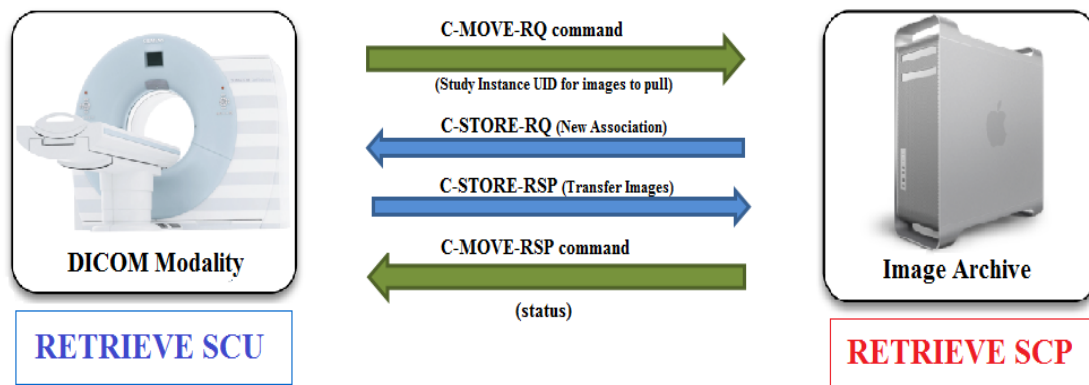 C-MOVE-RQ command
(Study Instance UID for images to pull)
C-STORE-RQ (New Association)
C-STORE-RSP (Transfer Images)
C-MOVE-RSP command
(status)
DICOM Modality
Image Archive
RETRIEVE SCU
RETRIEVE SCP